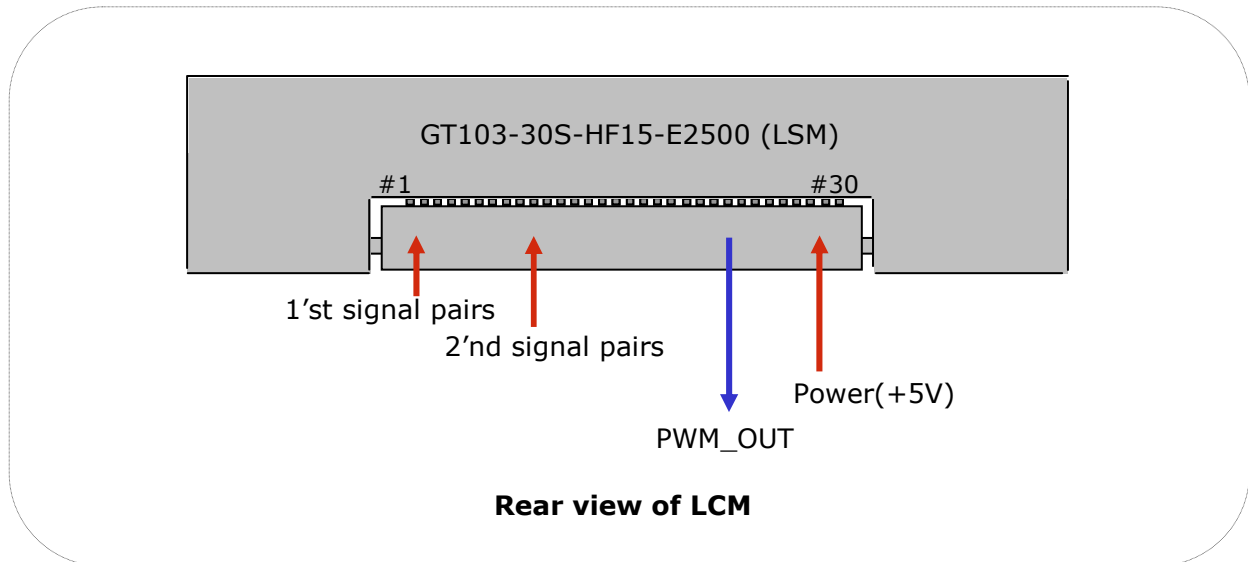 GT103-30S-HF15-E2500 (LSM)
#1
#30
1’st signal pairs
2’nd signal pairs
Power(+5V)
PWM_OUT
Rear view of LCM